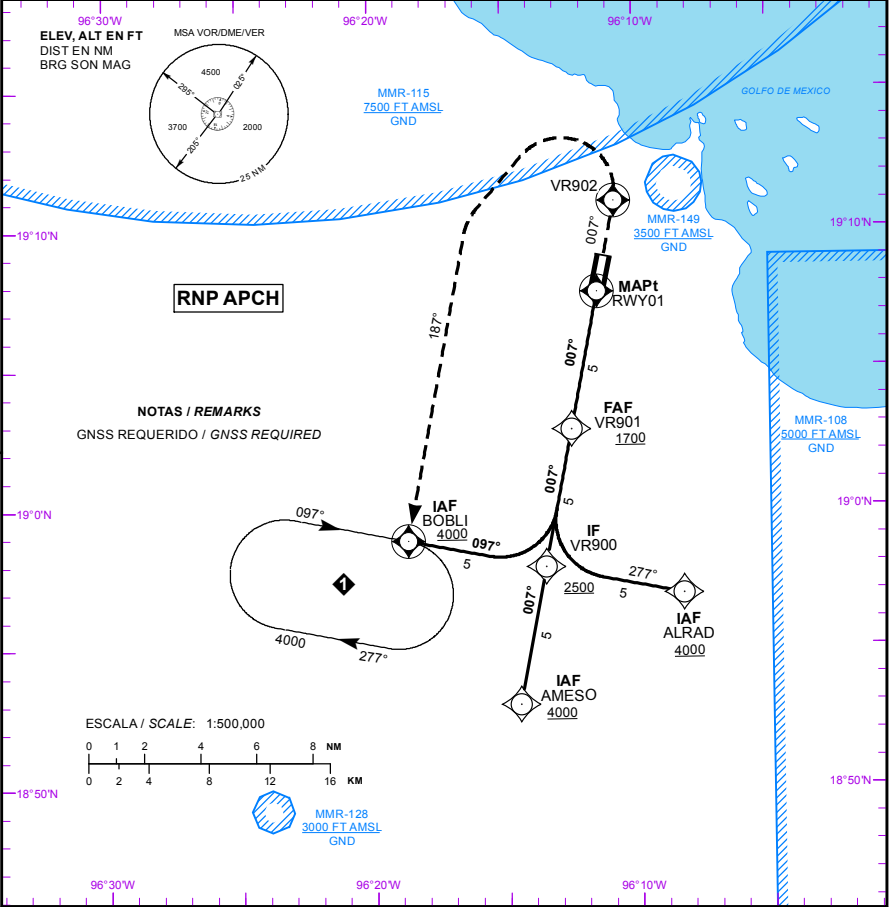 96°30'W
96°20'W
96°10'W
ELEV, ALT EN FT
DIST EN NM
BRG SON MAG
MSA VOR/DME/VER
4500
295°
025°
3700
2000
205°
25 NM
MMR-115
7500 FT AMSL
GND
GOLFO DE MEXICO
VR902
MMR-149
3500 FT AMSL
GND
19°10'N
19°10'N
007°
RNP APCH
MAPt
RWY01
187°
007°
5
NOTAS / REMARKS
GNSS REQUERIDO / GNSS REQUIRED
FAF
VR901
1700
MMR-108
5000 FT AMSL
GND
007°
5
19°0'N
19°0'N
097°
IAF
BOBLI
4000
IF
VR900
097°
5
2500
277°
5
1
007°
5
IAF
ALRAD
4000
4000
277°
IAF
AMESO
4000
ESCALA / SCALE: 1:500,000
0 1 2 4 6 8 NM
0 2 4 8 12 16 KM
18°50'N
18°50'N
MMR-128
3000 FT AMSL
GND
96°30'W
96°20'W
96°10'W